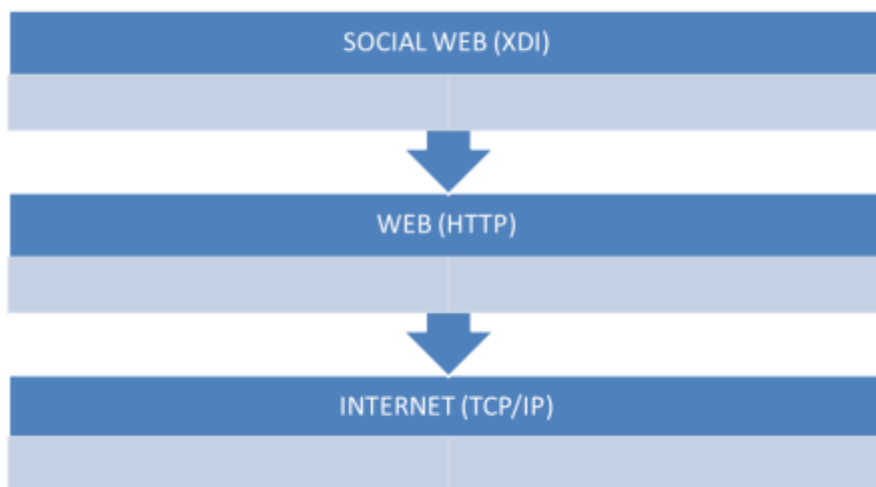 SOCIAL WEB (XDI)
WEB (HTTP)
INTERNET (TCP/IP)